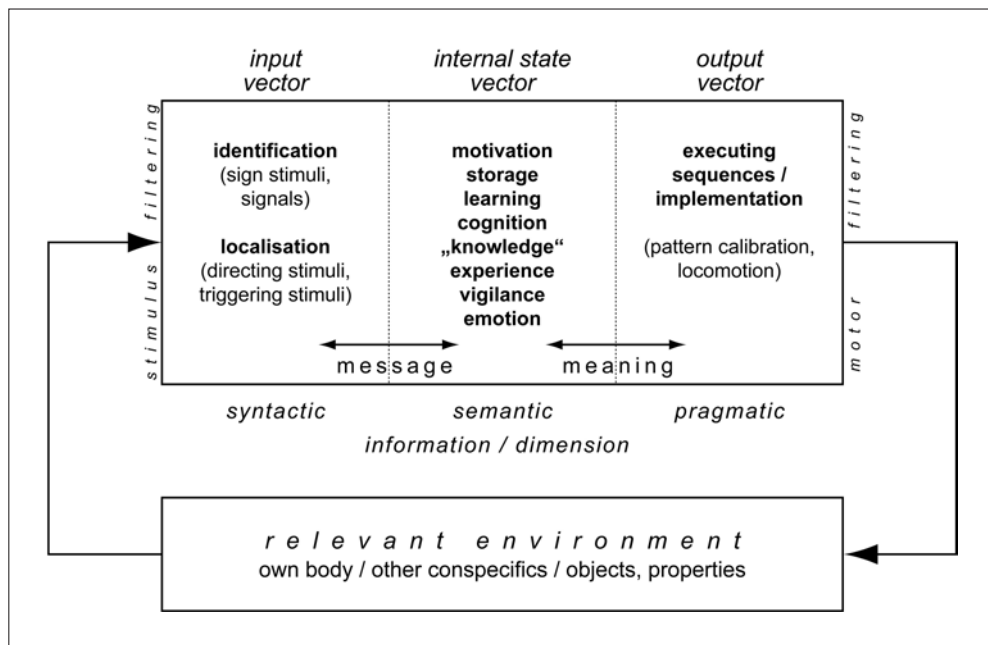 input
vector
internal state
vector
output
vector
stimulus filtering
identification
(sign stimuli,
signals)
localisation
(directing stimuli,
triggering stimuli)
motivation
storage
learning
cognition
„knowledge“
experience
vigilance
emotion
executing
sequences /
implementation
(pattern calibration,
locomotion)
motor filtering
message
meaning
syntactic
semantic
pragmatic
information / dimension
relevant environment
own body / other conspecifics / objects, properties